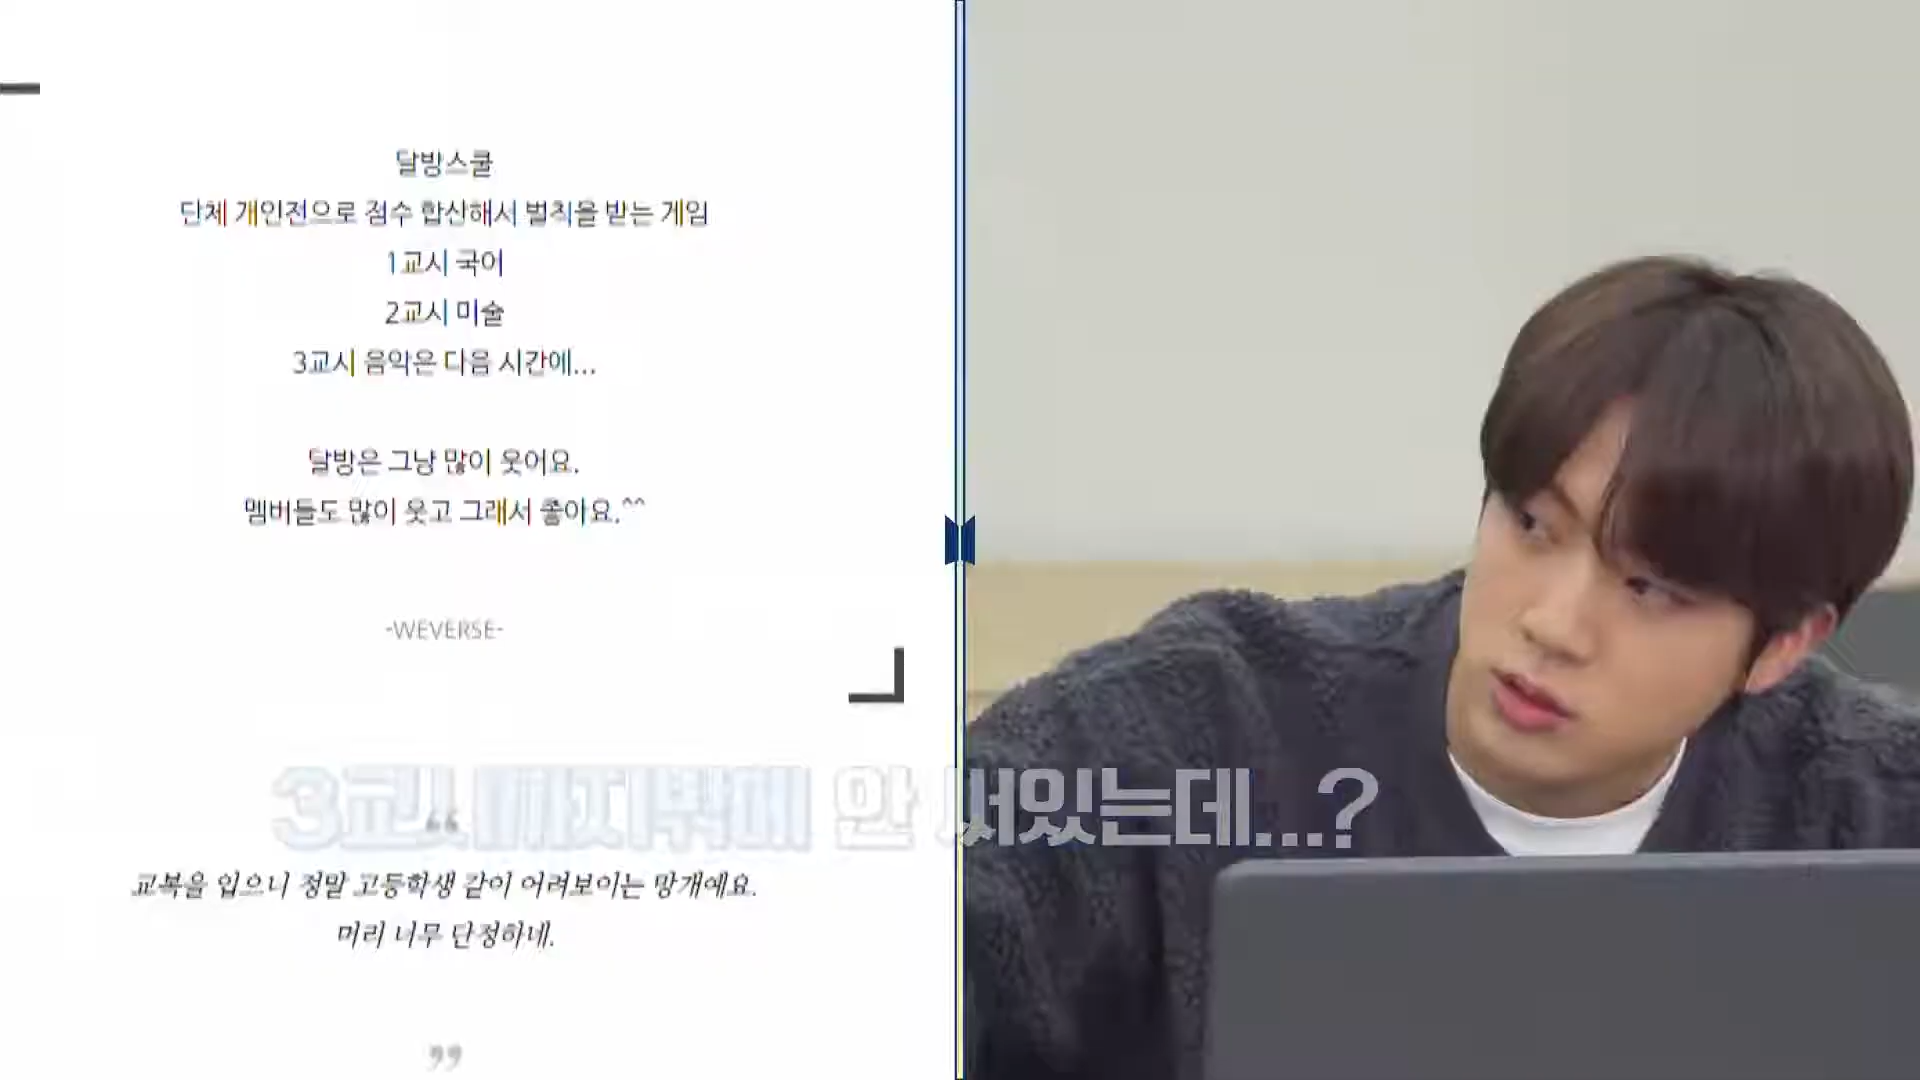 달방스쿨
단체 개인전으로 점수 합산해서 벌칙을 받는 게임
1교시 국어
2교시 미술
3교시 음악은 다음 시간에...
달방은 그냥 많이 웃어요.
멤버들도 많이 웃고 그래서 좋아요.^^
-WEVERSE-
3교시까지밖에 안 써있는데...?
“
교복을 입으니 정말 고등학생 같이 어려보이는 망개예요.
머리 너무 단정하네.
”